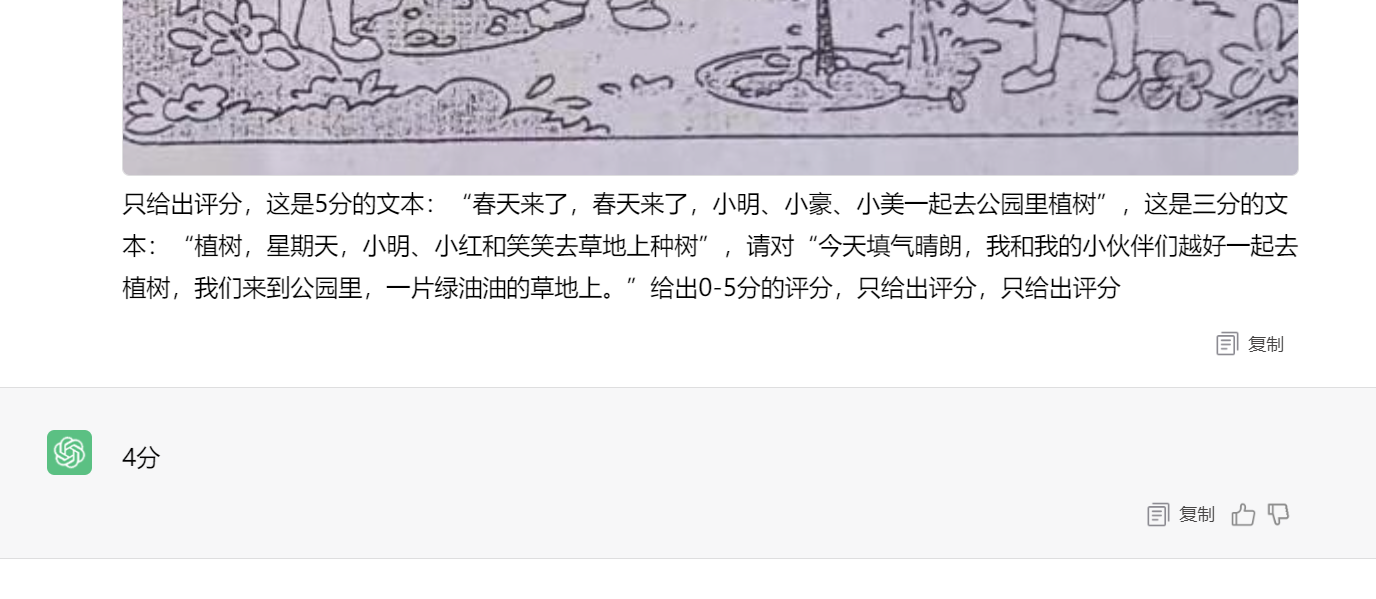 只给出评分，这是5分的文本：“春天来了，春天来了，小明、小豪、小美一起去公园里植树”，这是三分的文
本：“植树，星期天，小明、小红和笑笑去草地上种树”，请对“今天填气晴朗，我和我的小伙伴们越好一起去
植树，我们来到公园里，一片绿油油的草地上。”给出0-5分的评分，只给出评分，只给出评分
复制
4分
复制